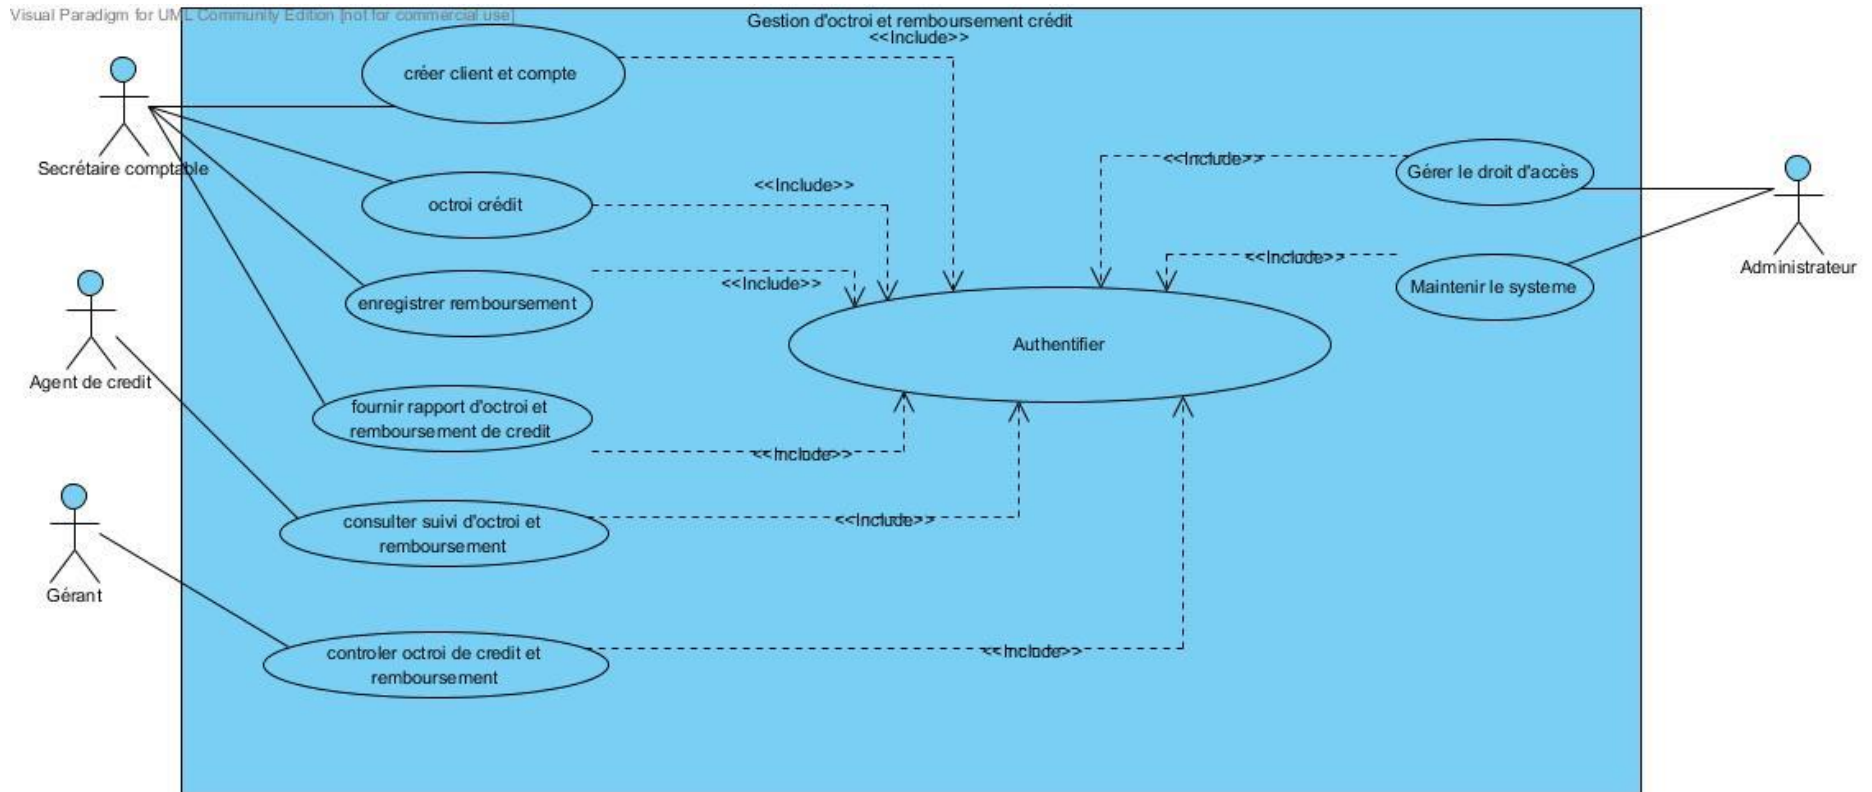 Visual Paradigm for UML Community Edition [not for commercial use]
Gestion d'octroi et remboursement crédit
<<Include>>
créer client et compte
Secrétaire comptable
<<Include>>
Gérer le droit d'accès
<<Include>>
octroi crédit
Administrateur
<<Include>>
Maintenir le systeme
<<Include>>
enregistrer remboursement
Authentifier
Agent de credit
fournir rapport d'octroi et
remboursement de credit
<<Include>>
consulter suivi d'octroi et
remboursement
<<Include>>
Gérant
controler octroi de credit et
remboursement
<<Include>>